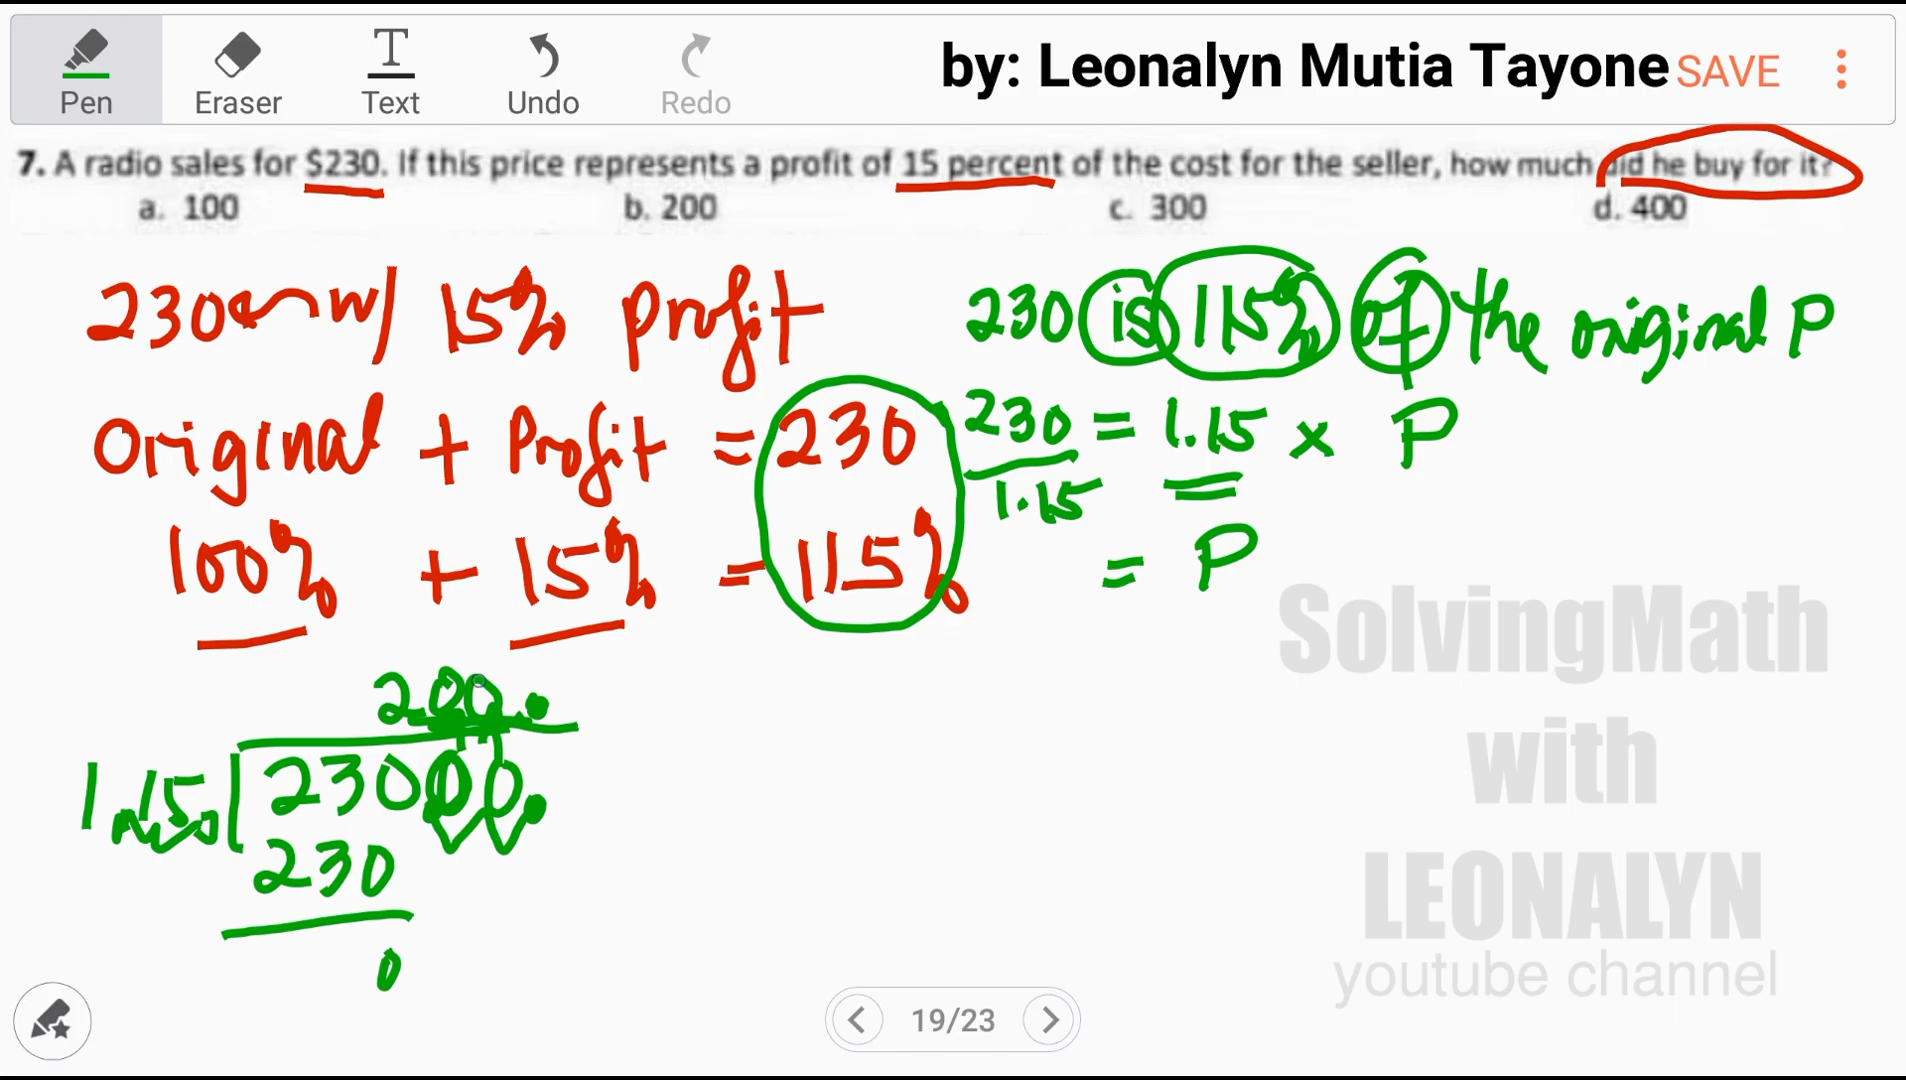 by: Leonalyn Mutia Tayone SAVE
Pen Eraser Text Undo Redo
7. A radio sales for $230. If this price represents a profit of 15 percent of the cost for the seller, how much did he buy for it?
a. 100 b. 200 c. 300 d. 400
230 w/ 15% profit
230 is 115% of the original P
Original + Profit = 230
230 = 1.15 x P
1.15
100% + 15% = 115%
= P
200.
1.15 23000.
230
0
SolvingMath
with
LEONALYN
youtube channel
19/23